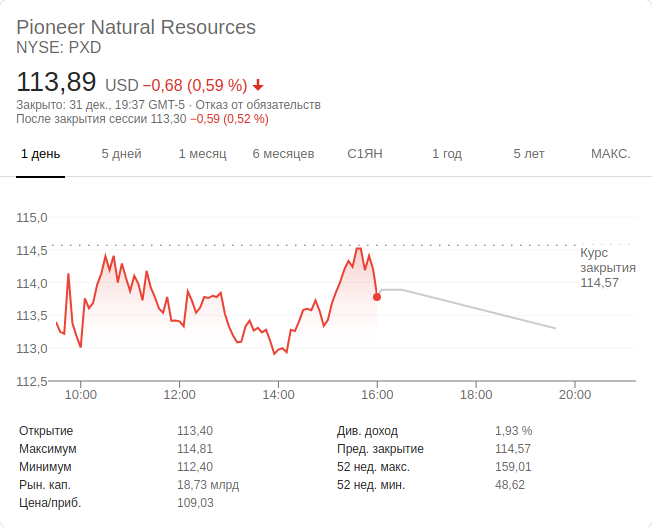 Pioneer Natural Resources
NYSE: PXD
113,89 USD −0,68 (0,59 %)
Закрыто: 31 дек., 19:37 GMT-5 · Отказ от обязательств
После закрытия сессии 113,30 −0,59 (0,52 %)
1 день 5 дней 1 месяц 6 месяцев С1ЯН 1 год 5 лет МАКС.
115,0
114,5
114,0
113,5
113,0
112,5
Курс
закрытия
114,57
10:00 12:00 14:00 16:00 18:00 20:00
Открытие 113,40 Див. доход 1,93 %
Максимум 114,81 Пред. закрытие 114,57
Минимум 112,40 52 нед. макс. 159,01
Рын. кап. 18,73 млрд 52 нед. мин. 48,62
Цена/приб. 109,03